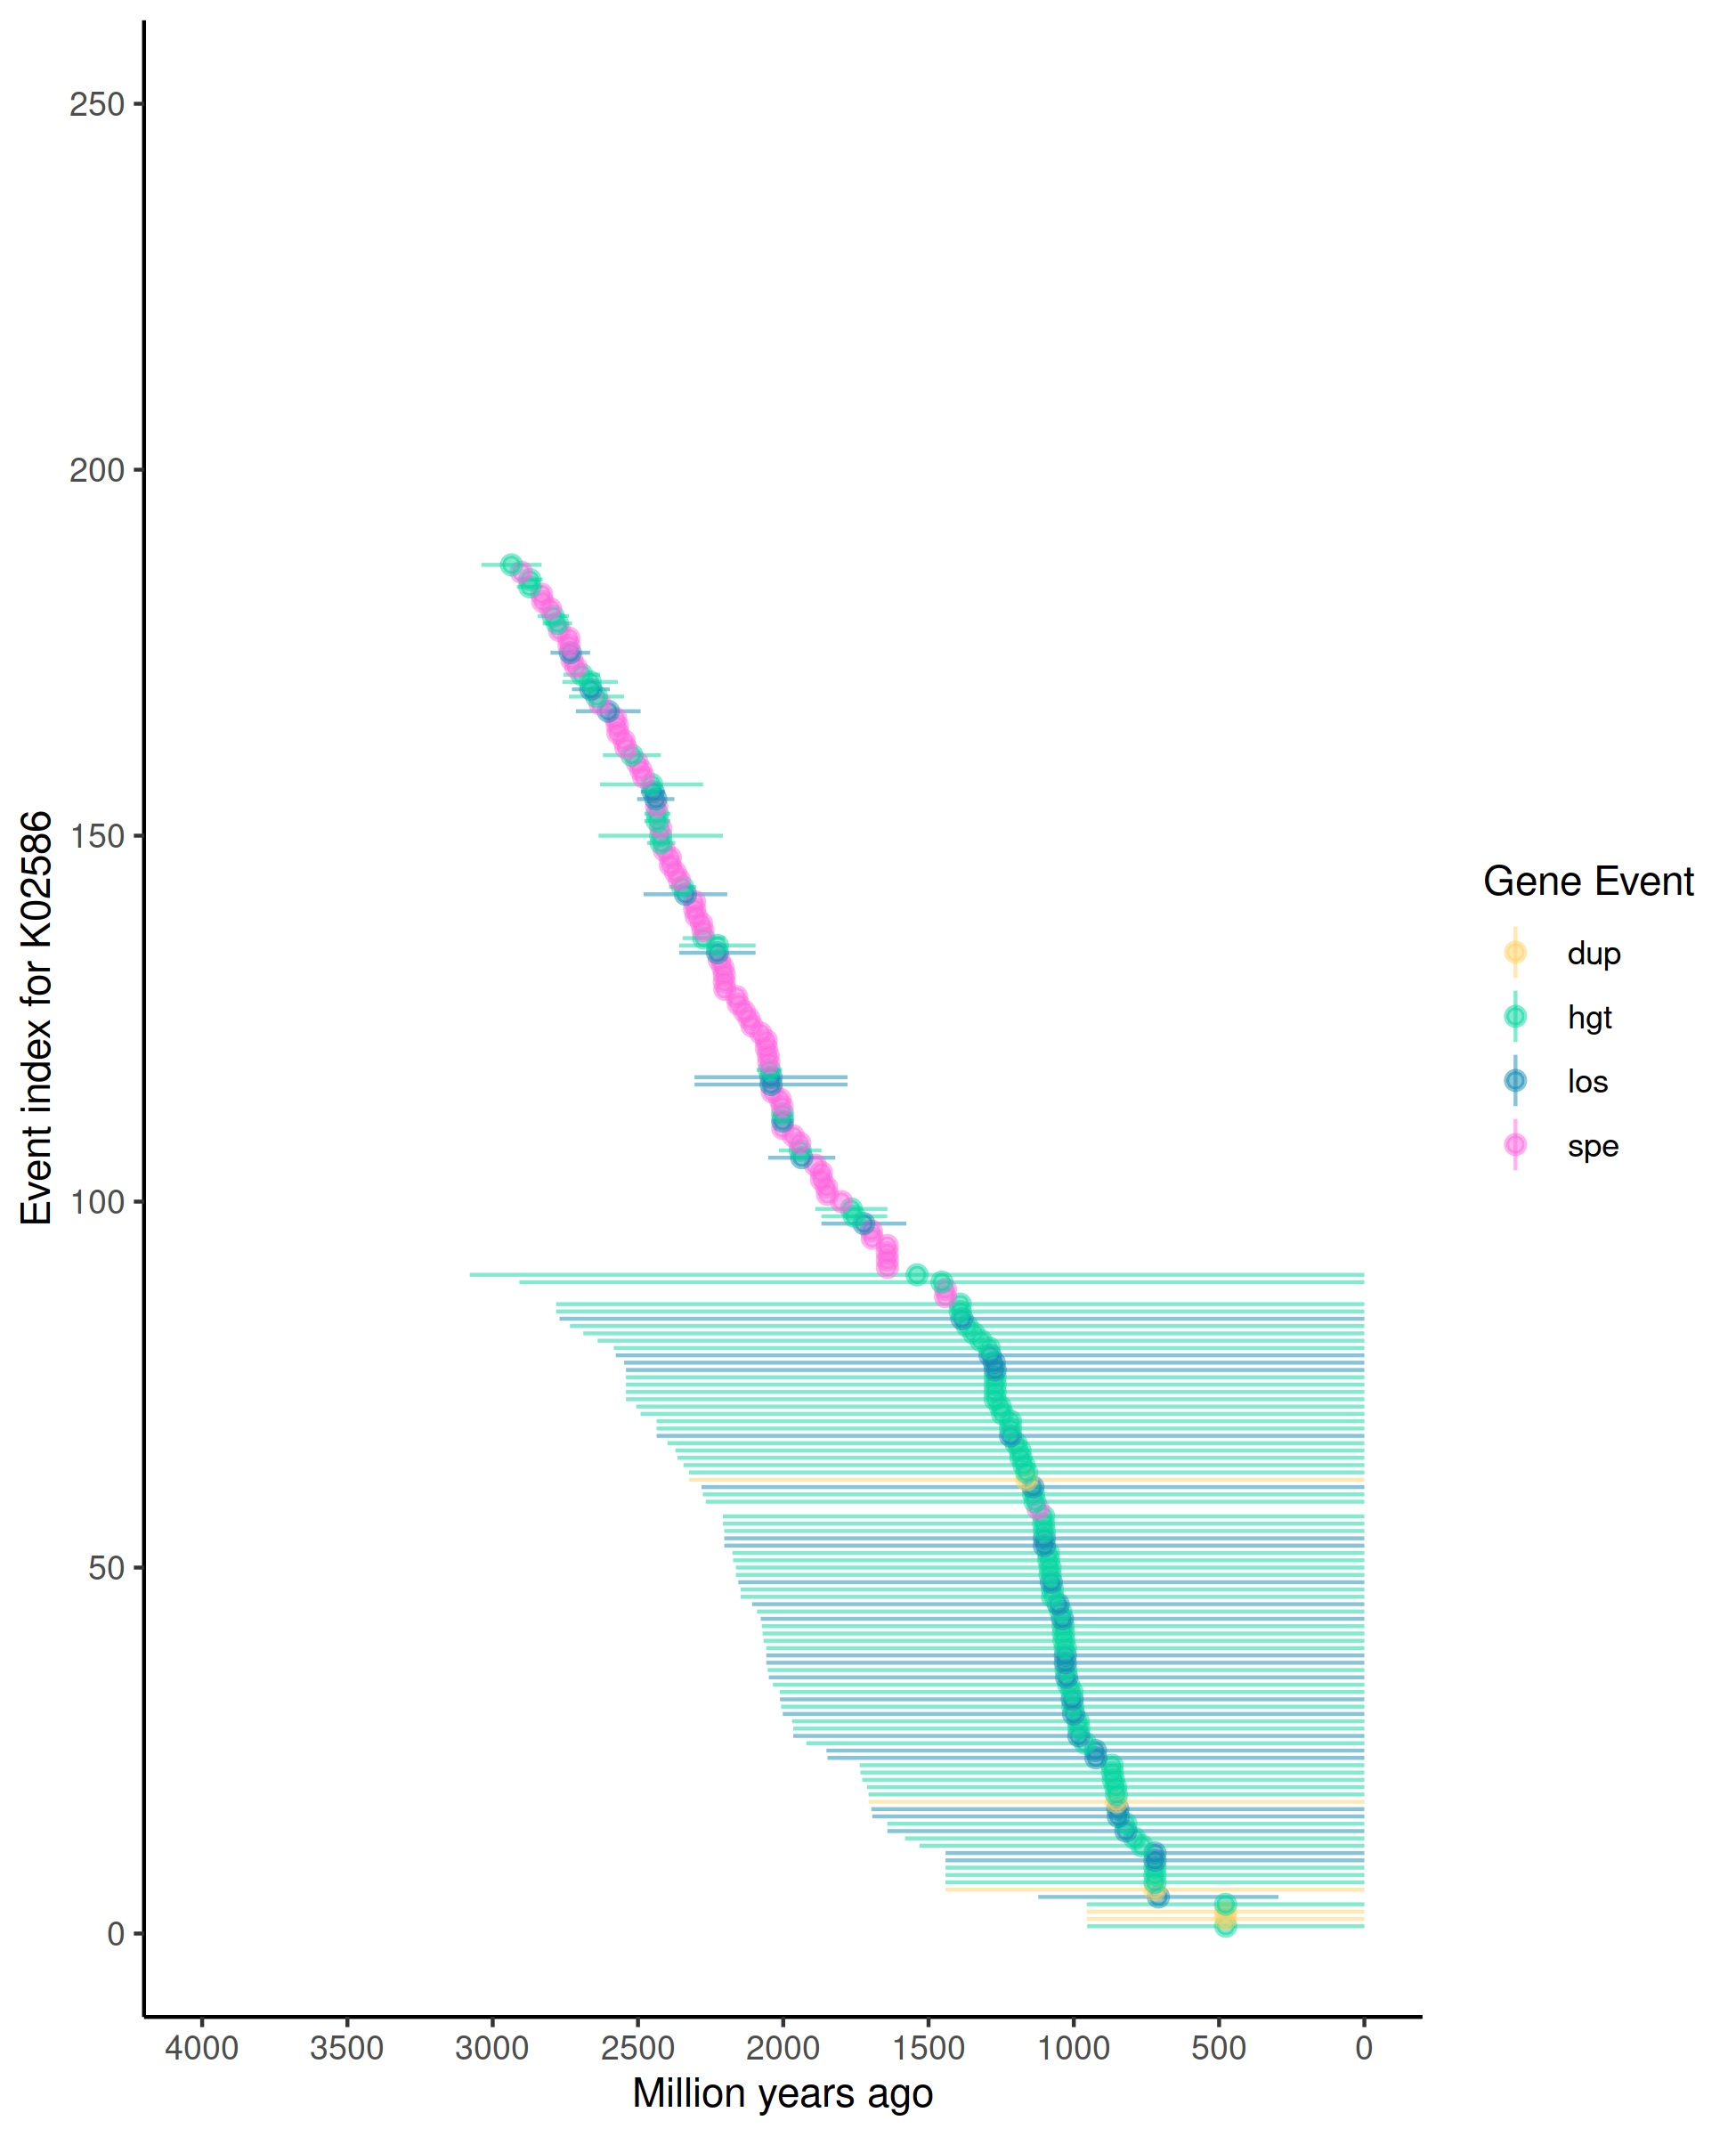 Event index for K02586
250
200
150
100
50
0
4000 3500 3000 2500 2000 1500 1000 500 0
Million years ago
Gene Event
dup
hgt
los
spe